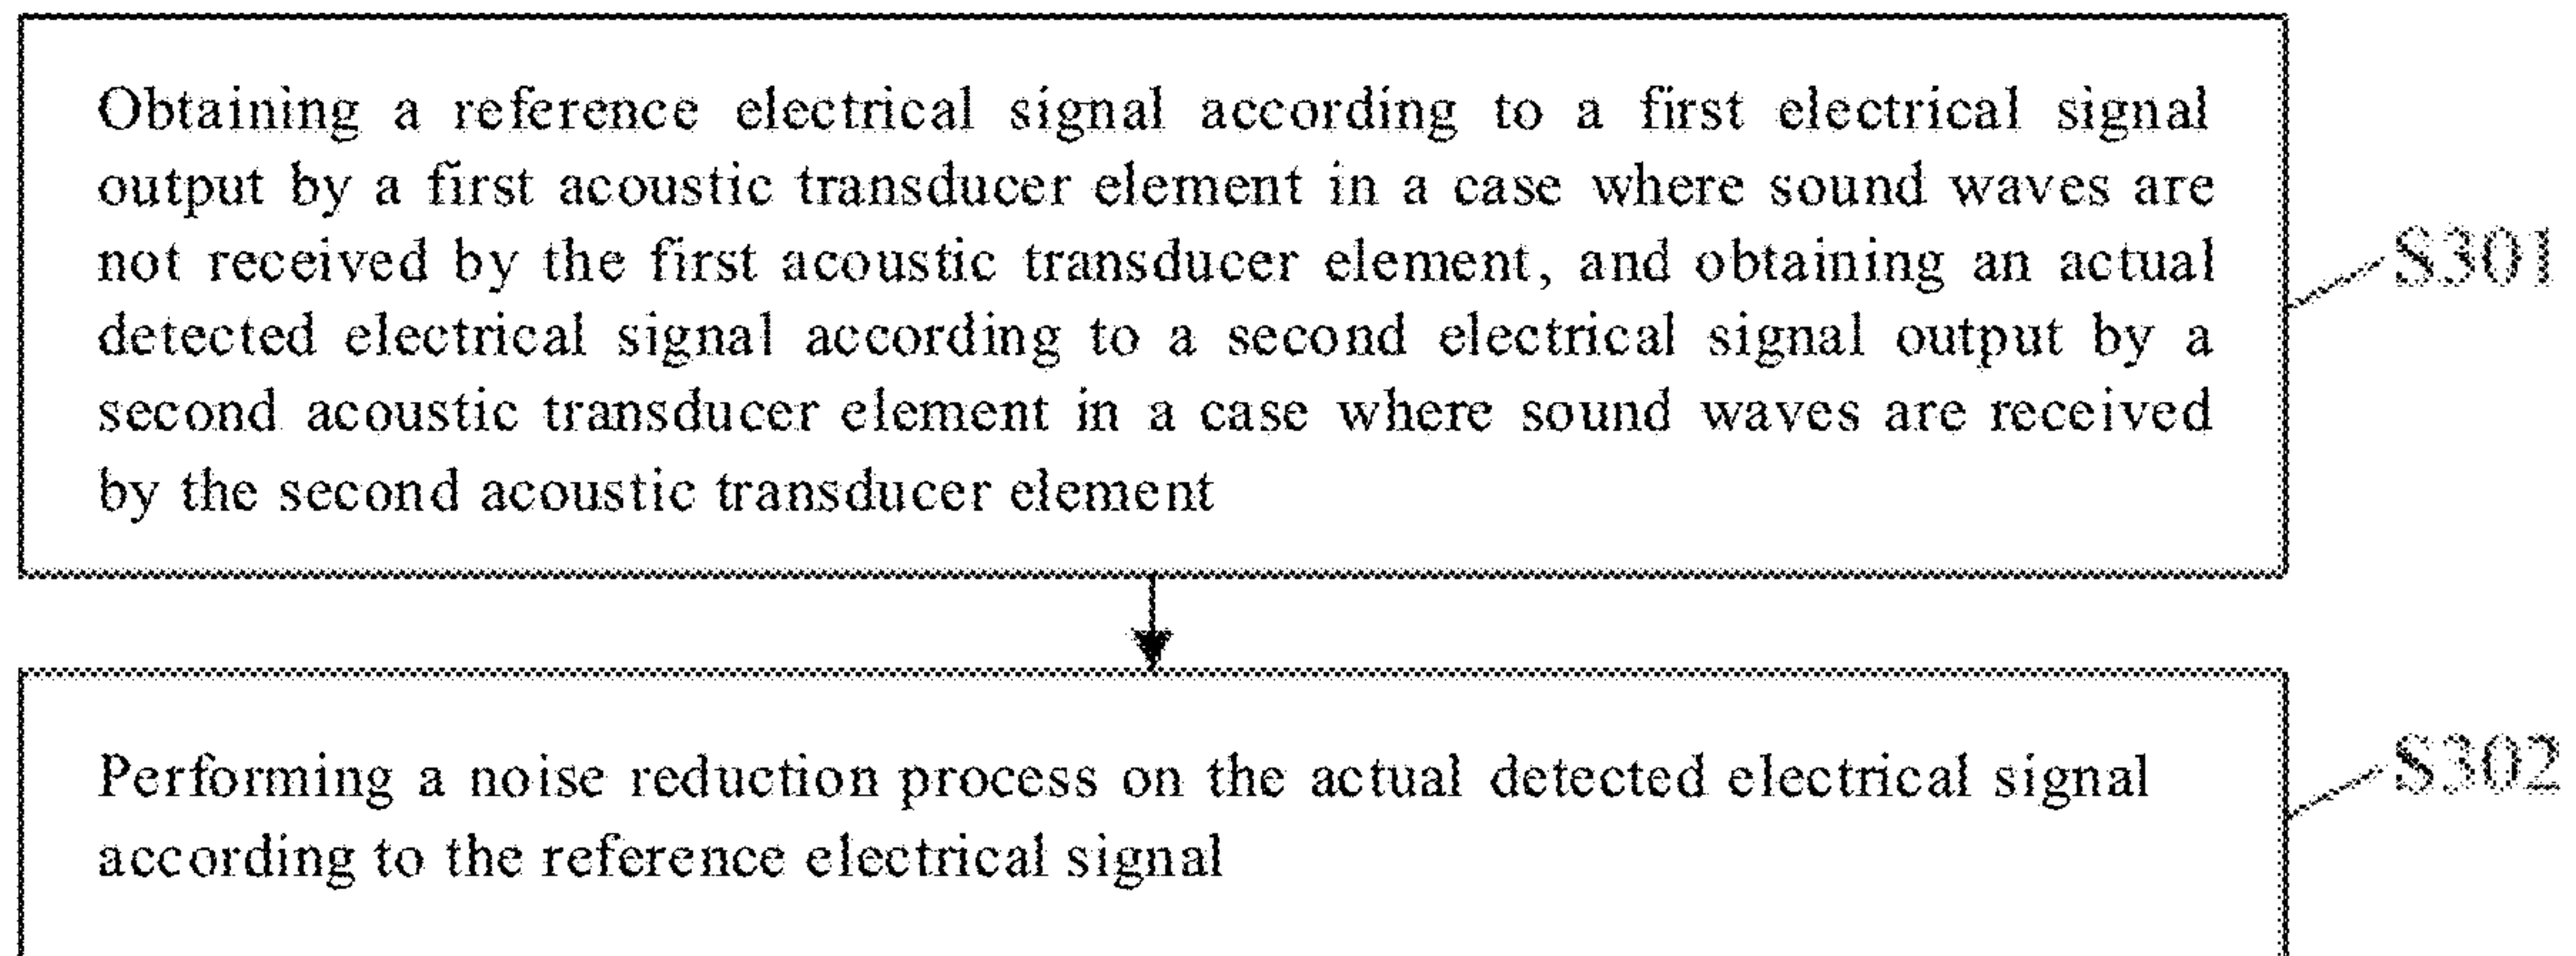 Obtaining a reference electrical signal according to a first electrical signal
output by a first acoustic transducer element in a case where sound waves are
not received by the first acoustic transducer element, and obtaining an actual
detected electrical signal according to a second electrical signal output by a
second acoustic transducer element in a case where sound waves are received
by the second acoustic transducer element
S301
Performing a noise reduction process on the actual detected electrical signal
according to the reference electrical signal
S302